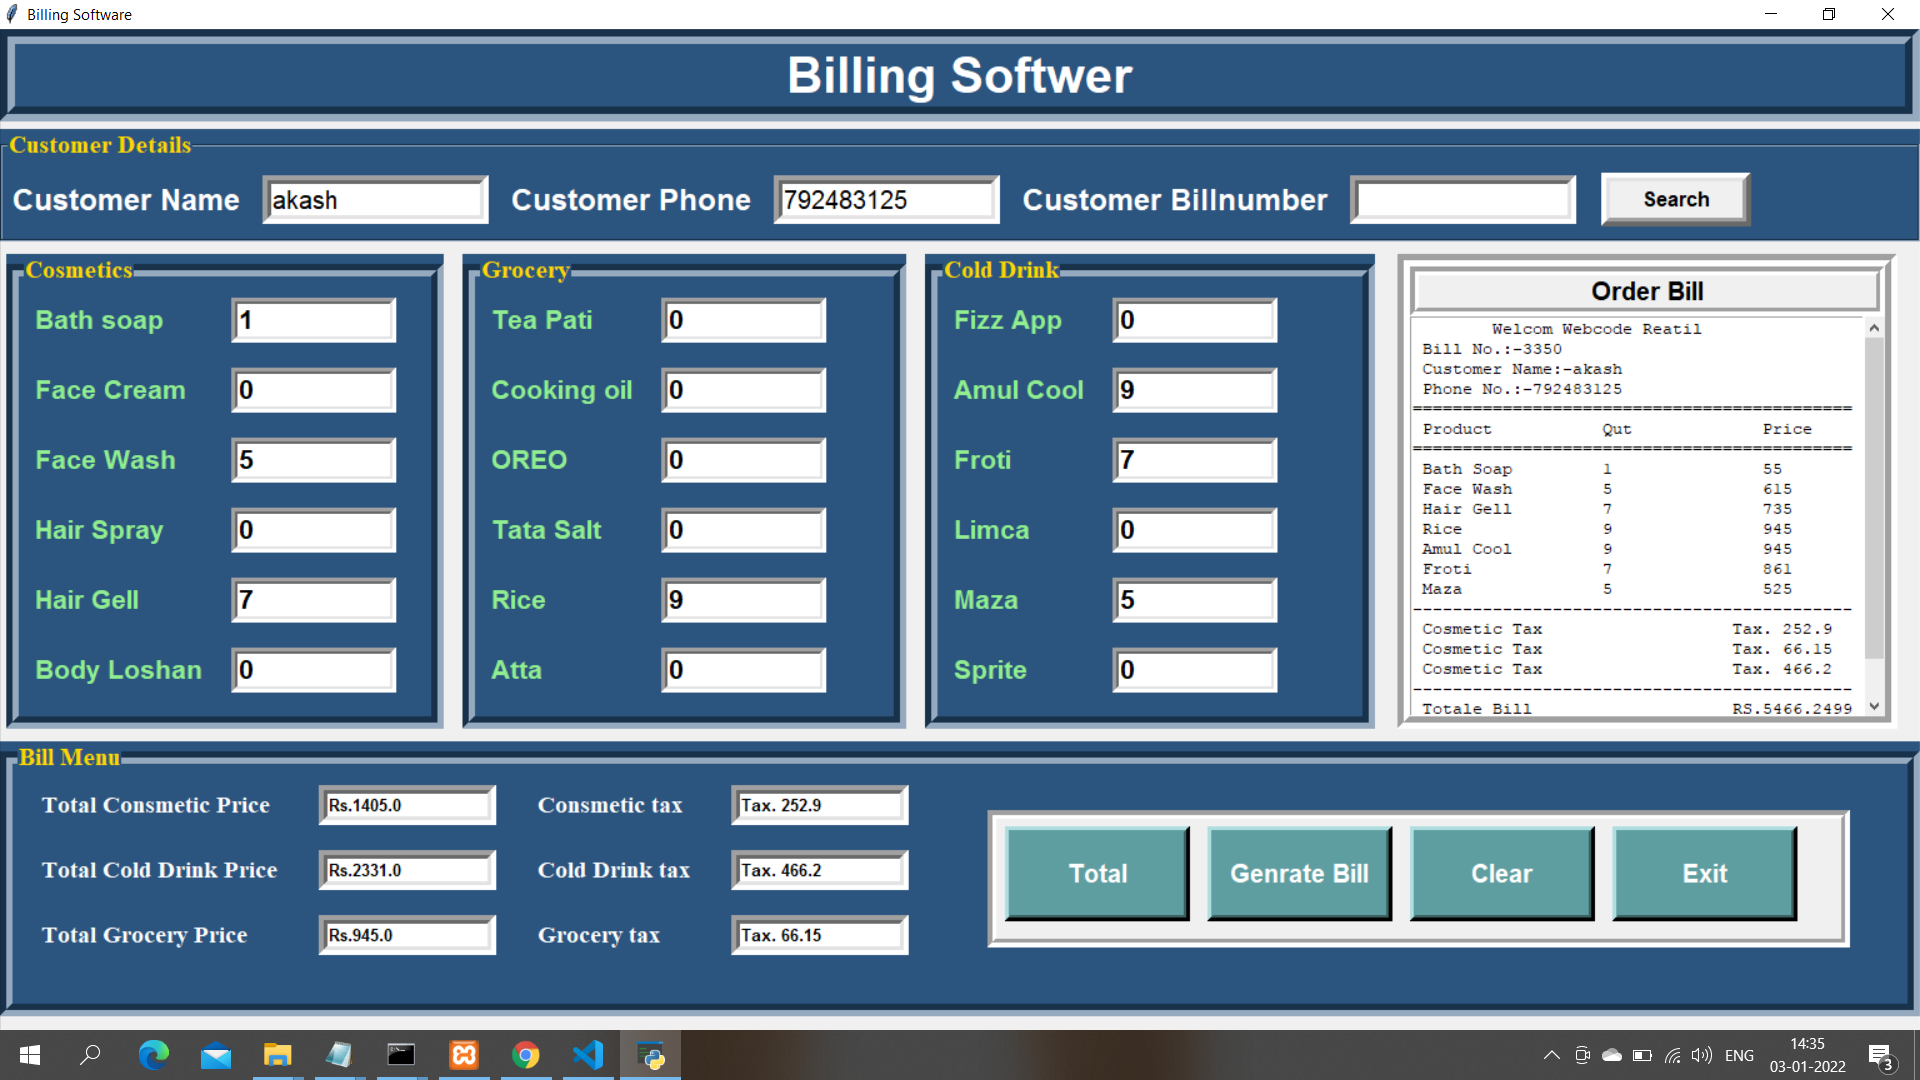 Billing Software
Billing Softwer
Customer Details
Customer Name akash Customer Phone 792483125 Customer Billnumber Search
Cosmetics
Bath soap 1
Face Cream 0
Face Wash 5
Hair Spray 0
Hair Gell 7
Body Loshan 0
Grocery
Tea Pati 0
Cooking oil 0
OREO 0
Tata Salt 0
Rice 9
Atta 0
Cold Drink
Fizz App 0
Amul Cool 9
Froti 7
Limca 0
Maza 5
Sprite 0
Order Bill
Welcom Webcode Reatil
Bill No.:-3350
Customer Name:-akash
Phone No.:-792483125
============================================
Product Qut Price
============================================
Bath Soap 1 55
Face Wash 5 615
Hair Gell 7 735
Rice 9 945
Amul Cool 9 945
Froti 7 861
Maza 5 525
--------------------------------------------
Cosmetic Tax Tax. 252.9
Cosmetic Tax Tax. 66.15
Cosmetic Tax Tax. 466.2
--------------------------------------------
Totale Bill RS.5466.2499
Bill Menu
Total Consmetic Price Rs.1405.0 Consmetic tax Tax. 252.9
Total Cold Drink Price Rs.2331.0 Cold Drink tax Tax. 466.2
Total Grocery Price Rs.945.0 Grocery tax Tax. 66.15
Total Genrate Bill Clear Exit
ENG
14:35
03-01-2022
3